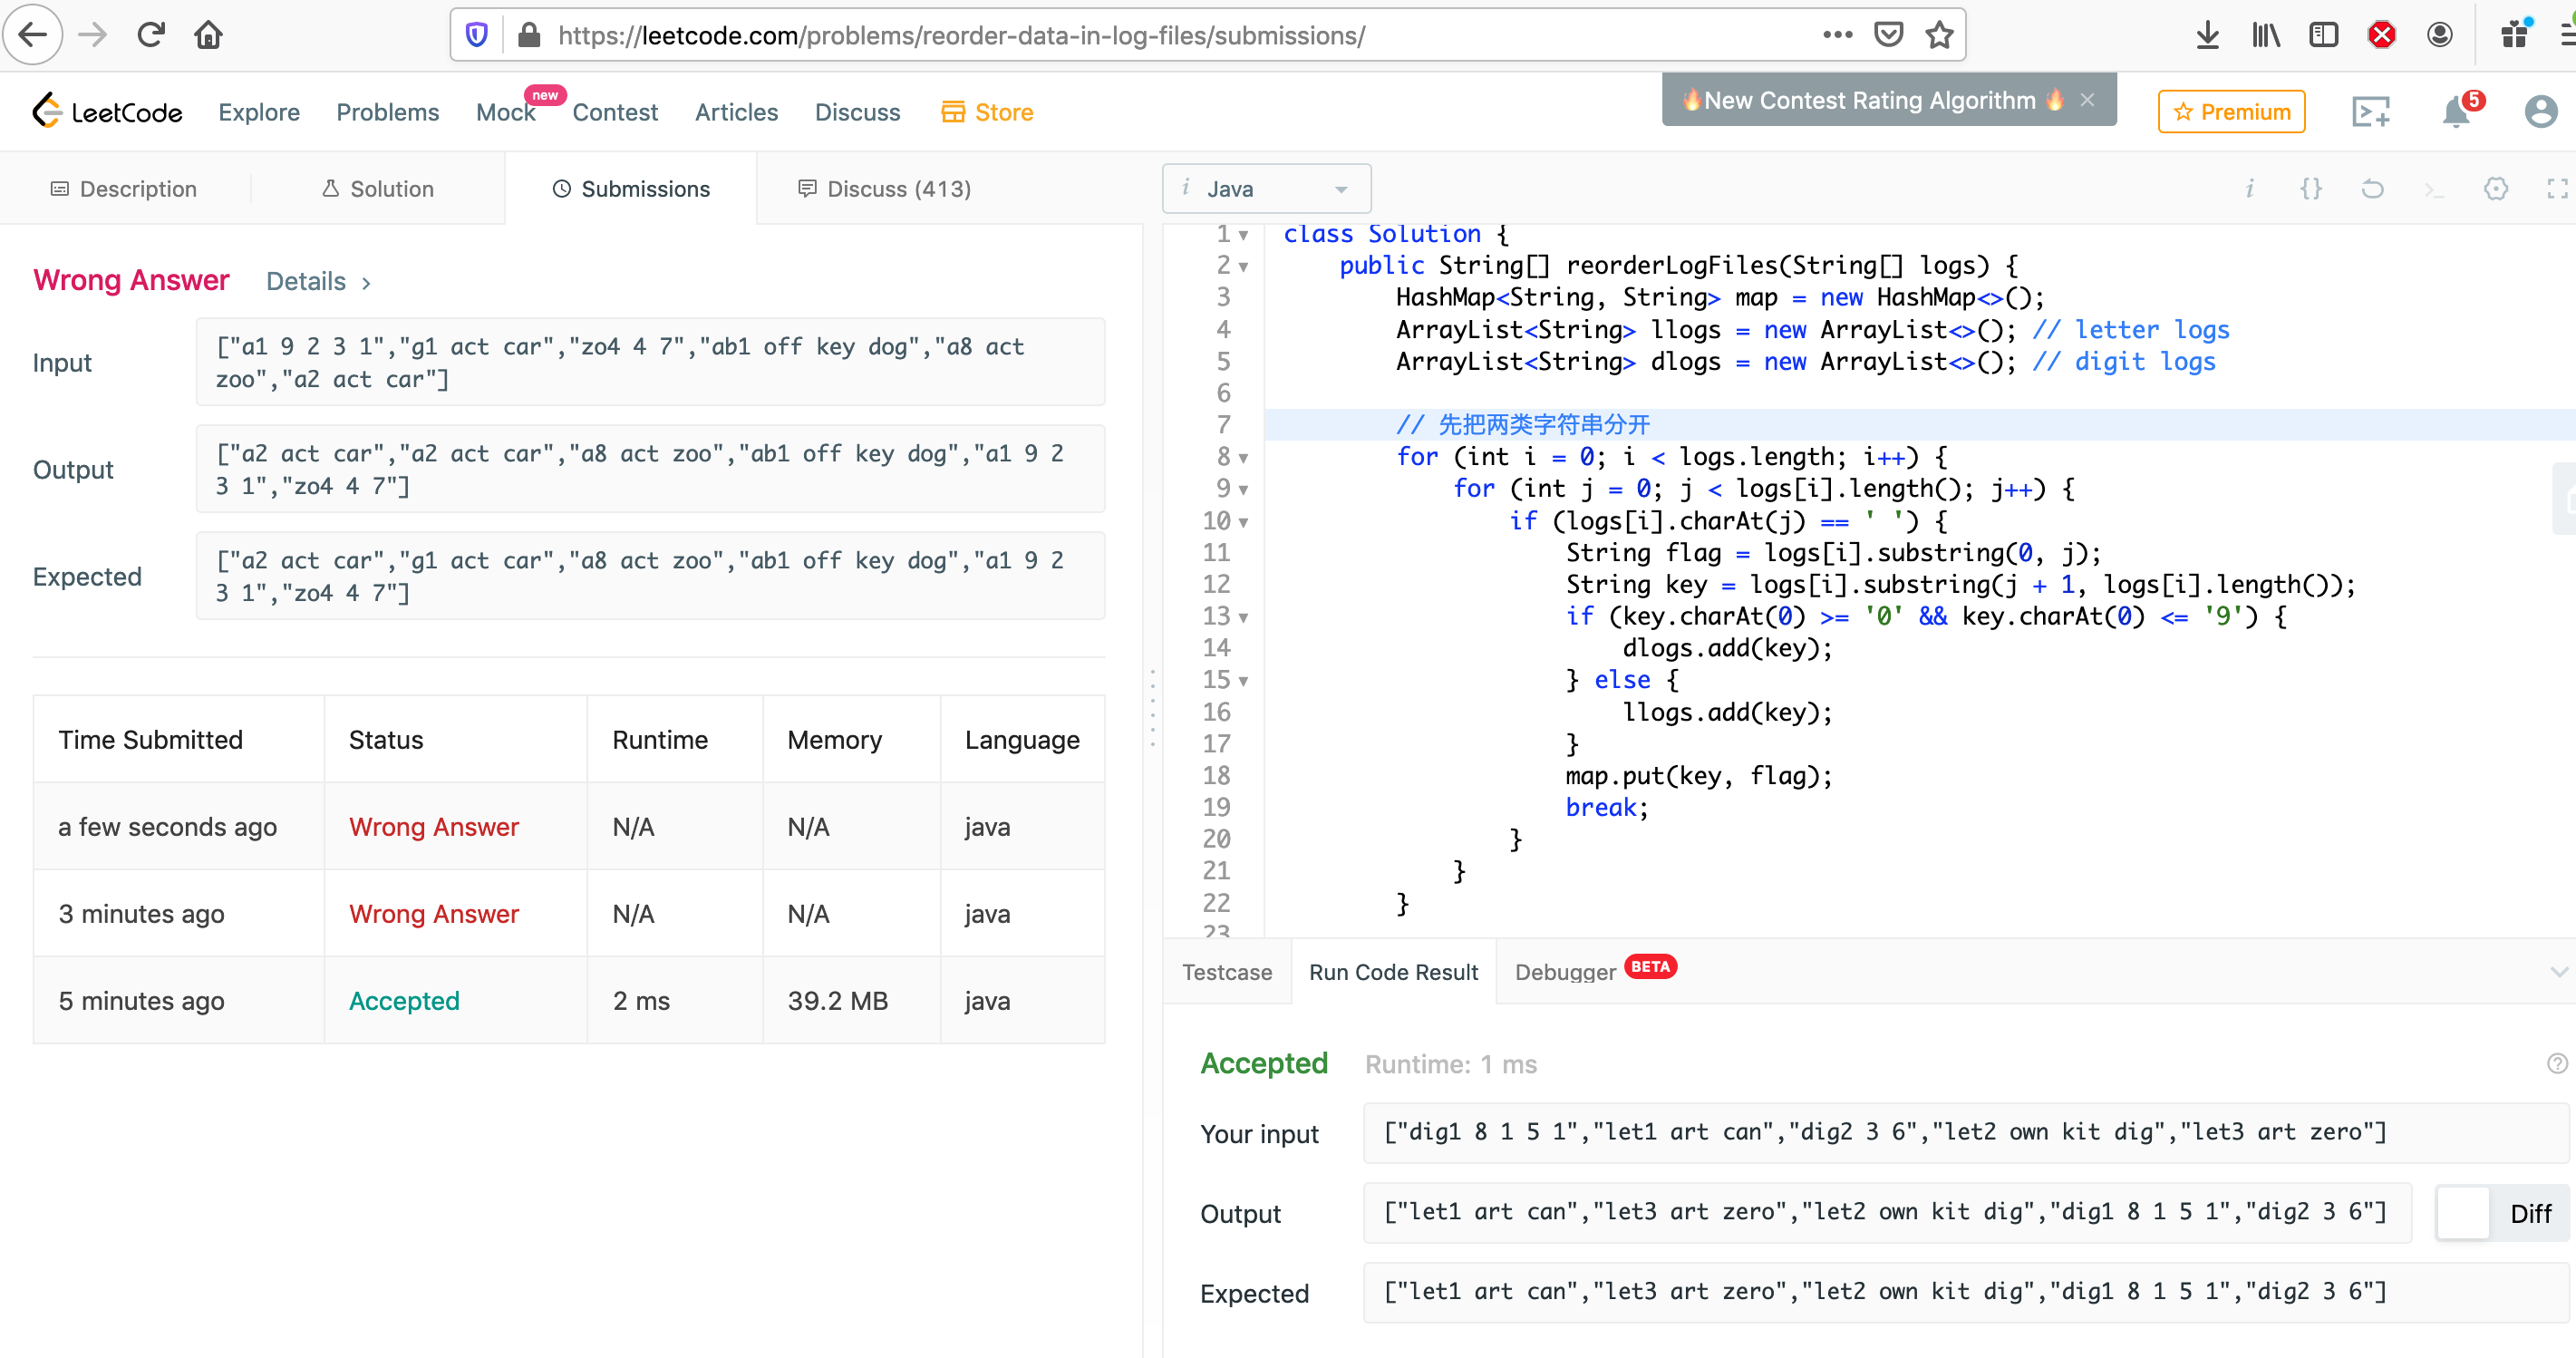 https://leetcode.com/problems/reorder-data-in-log-files/submissions/
LeetCode
Explore
Problems
Mock
new
Contest
Articles
Discuss
Store
🔥New Contest Rating Algorithm 🔥 ×
Premium
5
Description
Solution
Submissions
Discuss (413)
i Java
Wrong Answer
Details >
Input
["a1 9 2 3 1","g1 act car","zo4 4 7","ab1 off key dog","a8 act
zoo","a2 act car"]
Output
["a2 act car","a2 act car","a8 act zoo","ab1 off key dog","a1 9 2
3 1","zo4 4 7"]
Expected
["a2 act car","g1 act car","a8 act zoo","ab1 off key dog","a1 9 2
3 1","zo4 4 7"]
Time Submitted Status Runtime Memory Language
a few seconds ago Wrong Answer N/A N/A java
3 minutes ago Wrong Answer N/A N/A java
5 minutes ago Accepted 2 ms 39.2 MB java
1 class Solution {
2 public String[] reorderLogFiles(String[] logs) {
3 HashMap<String, String> map = new HashMap<>();
4 ArrayList<String> llogs = new ArrayList<>(); // letter logs
5 ArrayList<String> dlogs = new ArrayList<>(); // digit logs
6
7 // 先把两类字符串分开
8 for (int i = 0; i < logs.length; i++) {
9 for (int j = 0; j < logs[i].length(); j++) {
10 if (logs[i].charAt(j) == ' ') {
11 String flag = logs[i].substring(0, j);
12 String key = logs[i].substring(j + 1, logs[i].length());
13 if (key.charAt(0) >= '0' && key.charAt(0) <= '9') {
14 dlogs.add(key);
15 } else {
16 llogs.add(key);
17 }
18 map.put(key, flag);
19 break;
20 }
21 }
22 }
23
Testcase
Run Code Result
Debugger BETA
Accepted
Runtime: 1 ms
Your input
["dig1 8 1 5 1","let1 art can","dig2 3 6","let2 own kit dig","let3 art zero"]
Output
["let1 art can","let3 art zero","let2 own kit dig","dig1 8 1 5 1","dig2 3 6"]
Diff
Expected
["let1 art can","let3 art zero","let2 own kit dig","dig1 8 1 5 1","dig2 3 6"]